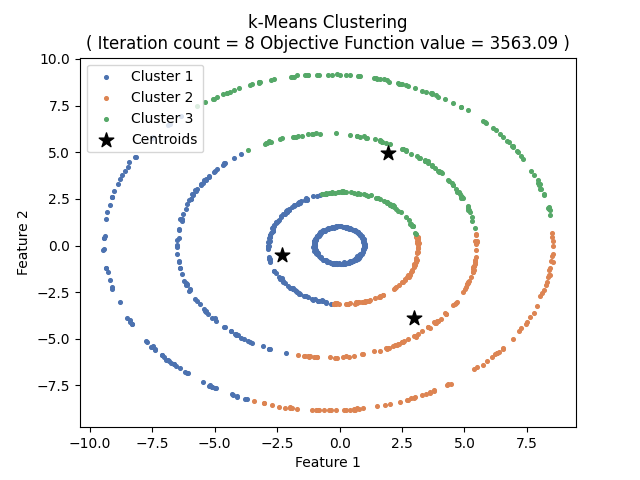 k-Means Clustering
( Iteration count = 8 Objective Function value = 3563.09 )
Cluster 1
Cluster 2
Cluster 3
Centroids
10.0
7.5
5.0
2.5
0.0
−2.5
−5.0
−7.5
Feature 2
−10.0 −7.5 −5.0 −2.5 0.0 2.5 5.0 7.5
Feature 1